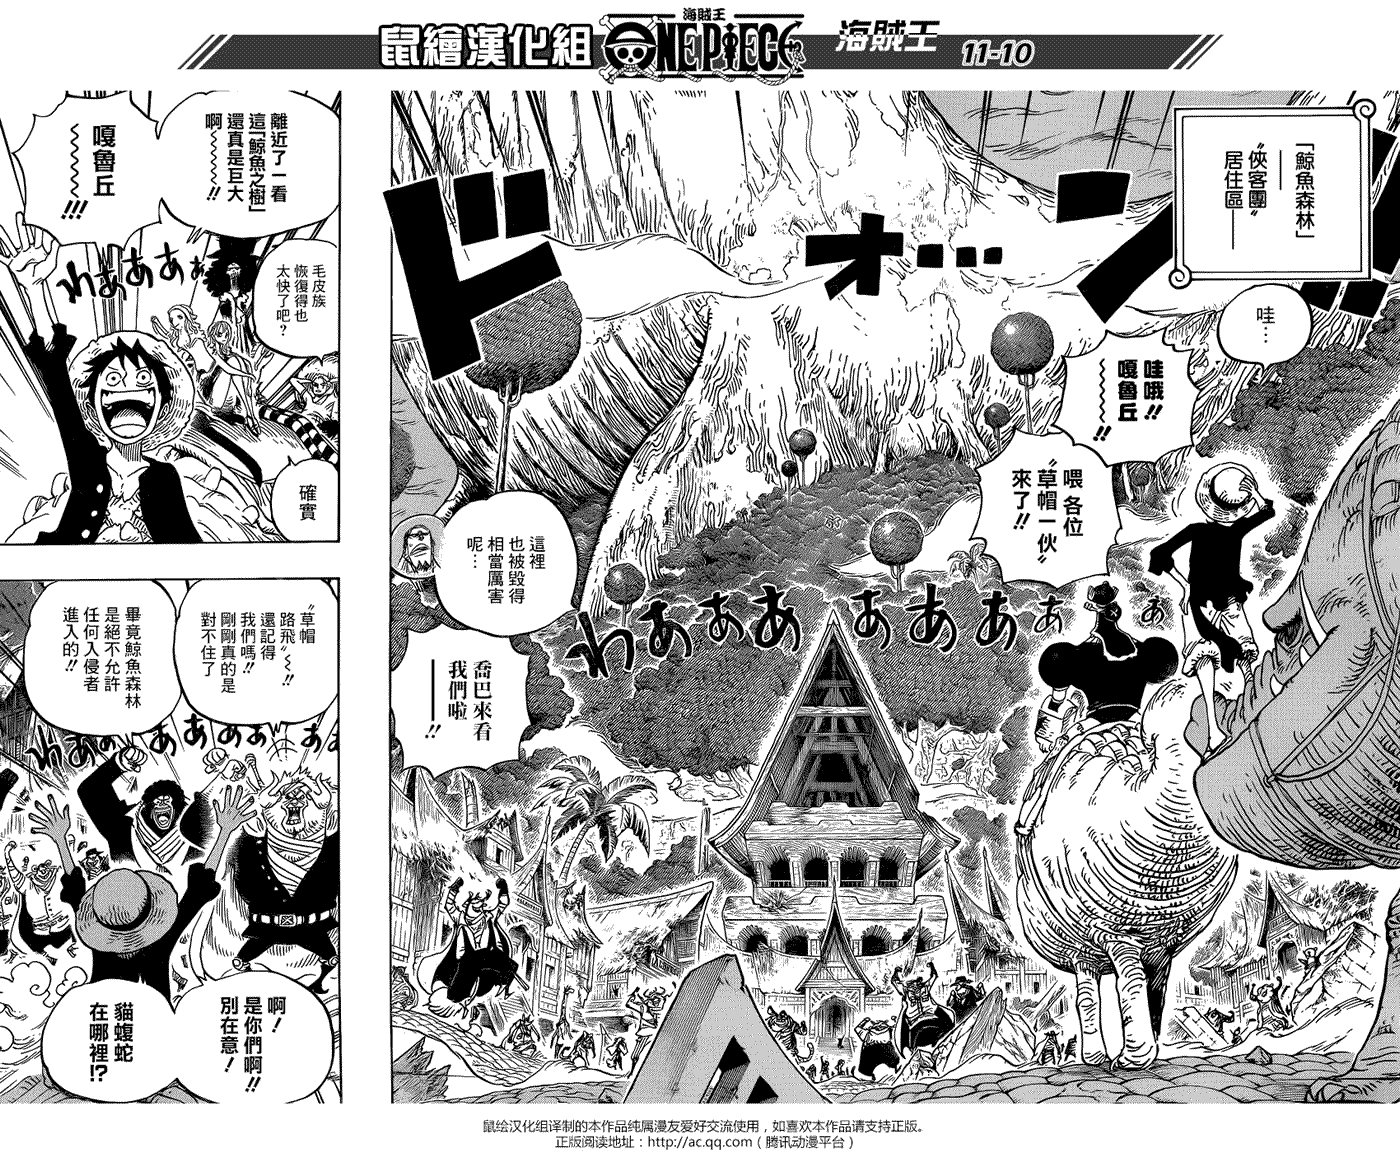 鼠繪漢化組
海賊王
ONE PIECE
海賊王
11-10
「鯨魚森林」
〝俠客團〞
居住區——
哇…
哇哦!!
嘎魯丘
〜〜〜!!
喂 各位
〝草帽一伙〞
來了!!
ドオ…ン
わあああ ああああ あ
這裡
也被毀得
相當厲害
呢…
喬巴來看
我們啦
——!!
離近了一看
這「鯨魚之樹」
還真是巨大
啊〜〜〜!!
嘎魯丘
〜〜〜!!!
わああああ
毛皮族
恢復得也
太快了吧?
確實
〝草帽
路飛〞〜!!
還記得
我們嗎!!
剛剛真的是
對不住了
畢竟鯨魚森林
是絕不允許
任何入侵者
進入的!!
わああ ああああ あぁ
啊!
是你們啊!!
別在意!
貓蝮蛇
在哪裡!?
鼠绘汉化组译制的本作品纯属漫友爱好交流使用，如喜欢本作品请支持正版。
正版阅读地址：http://ac.qq.com（腾讯动漫平台）